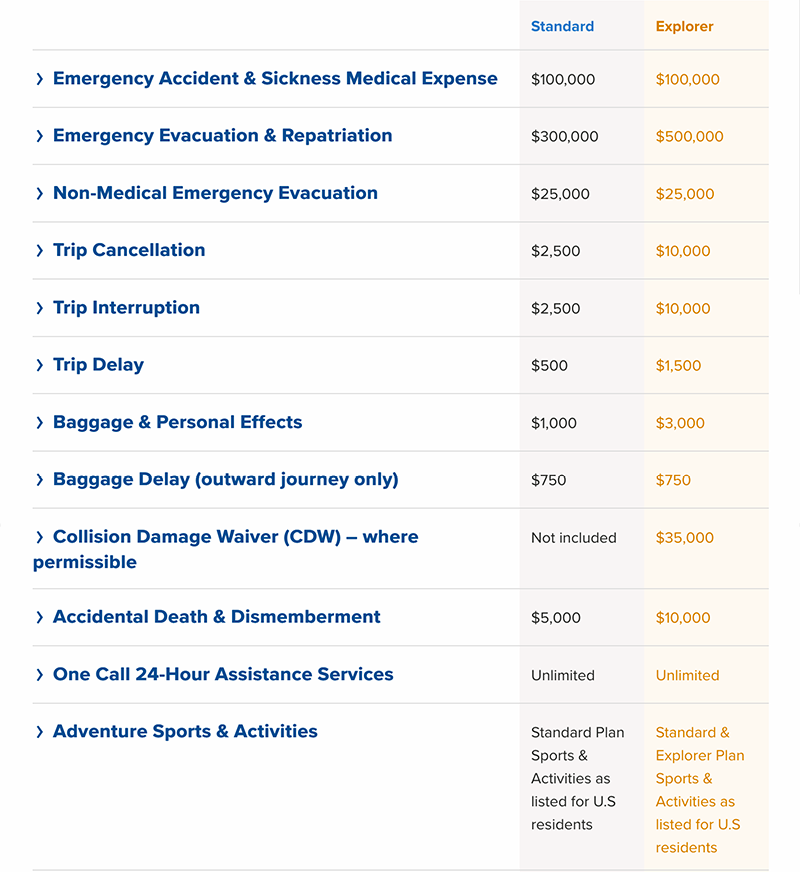 Standard Explorer
› Emergency Accident & Sickness Medical Expense $100,000 $100,000
› Emergency Evacuation & Repatriation $300,000 $500,000
› Non-Medical Emergency Evacuation $25,000 $25,000
› Trip Cancellation $2,500 $10,000
› Trip Interruption $2,500 $10,000
› Trip Delay $500 $1,500
› Baggage & Personal Effects $1,000 $3,000
› Baggage Delay (outward journey only) $750 $750
› Collision Damage Waiver (CDW) – where
permissible
Not included $35,000
› Accidental Death & Dismemberment $5,000 $10,000
› One Call 24-Hour Assistance Services Unlimited Unlimited
› Adventure Sports & Activities
Standard Plan
Sports &
Activities as
listed for U.S
residents
Standard &
Explorer Plan
Sports &
Activities as
listed for U.S
residents